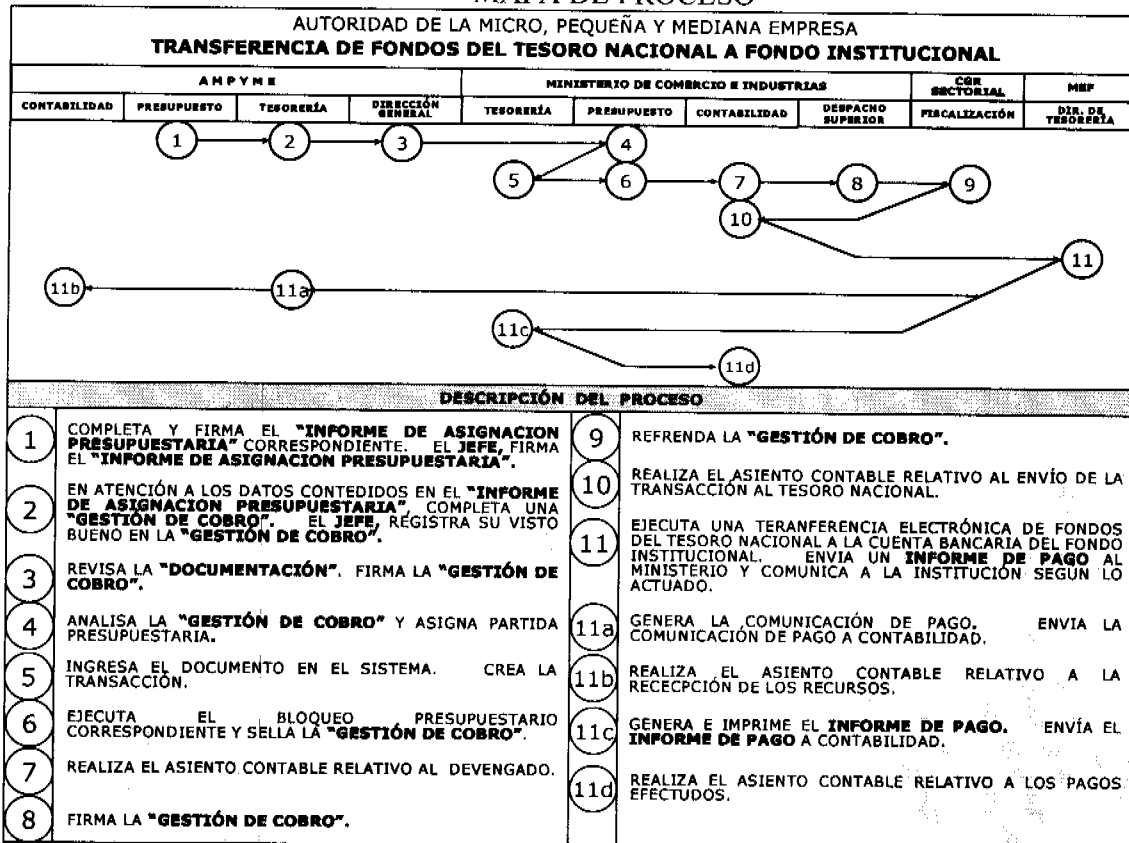 MAPA DE PROCESO
AUTORIDAD DE LA MICRO, PEQUEÑA Y MEDIANA EMPRESA
TRANSFERENCIA DE FONDOS DEL TESORO NACIONAL A FONDO INSTITUCIONAL
AMPYME
MINISTERIO DE COMERCIO E INDUSTRIAS
CGR SECTORIAL
MEF
CONTABILIDAD
PRESUPUESTO
TESORERÍA
DIRECCIÓN GENERAL
TESORERÍA
PRESUPUESTO
CONTABILIDAD
DESPACHO SUPERIOR
FISCALIZACIÓN
DIR. DE TESORERÍA
1
2
3
4
5
6
7
8
9
10
11
11b
11a
11c
11d
DESCRIPCIÓN DEL PROCESO
1
COMPLETA Y FIRMA EL "INFORME DE ASIGNACION
PRESUPUESTARIA" CORRESPONDIENTE. EL JEFE, FIRMA
EL "INFORME DE ASIGNACION PRESUPUESTARIA".
2
EN ATENCIÓN A LOS DATOS CONTEDIDOS EN EL "INFORME
DE ASIGNACION PRESUPUESTARIA", COMPLETA UNA
"GESTIÓN DE COBRO". EL JEFE, REGISTRA SU VISTO
BUENO EN LA "GESTIÓN DE COBRO".
3
REVISA LA "DOCUMENTACIÓN". FIRMA LA "GESTIÓN DE
COBRO".
4
ANALISA LA "GESTIÓN DE COBRO" Y ASIGNA PARTIDA
PRESUPUESTARIA.
5
INGRESA EL DOCUMENTO EN EL SISTEMA. CREA LA
TRANSACCIÓN.
6
EJECUTA EL BLOQUEO PRESUPUESTARIO
CORRESPONDIENTE Y SELLA LA "GESTIÓN DE COBRO".
7
REALIZA EL ASIENTO CONTABLE RELATIVO AL DEVENGADO.
8
FIRMA LA "GESTIÓN DE COBRO".
9
REFRENDA LA "GESTIÓN DE COBRO".
10
REALIZA EL ASIENTO CONTABLE RELATIVO AL ENVÍO DE LA
TRANSACCIÓN AL TESORO NACIONAL.
11
EJECUTA UNA TERANFERENCIA ELECTRÓNICA DE FONDOS
DEL TESORO NACIONAL A LA CUENTA BANCARIA DEL FONDO
INSTITUCIONAL. ENVIA UN INFORME DE PAGO AL
MINISTERIO Y COMUNICA A LA INSTITUCIÓN SEGÚN LO
ACTUADO.
11a
GENERA LA COMUNICACIÓN DE PAGO. ENVIA LA
COMUNICACIÓN DE PAGO A CONTABILIDAD.
11b
REALIZA EL ASIENTO CONTABLE RELATIVO A LA
RECECPCIÓN DE LOS RECURSOS.
11c
GENERA E IMPRIME EL INFORME DE PAGO. ENVÍA EL
INFORME DE PAGO A CONTABILIDAD.
11d
REALIZA EL ASIENTO CONTABLE RELATIVO A LOS PAGOS
EFECTUDOS.